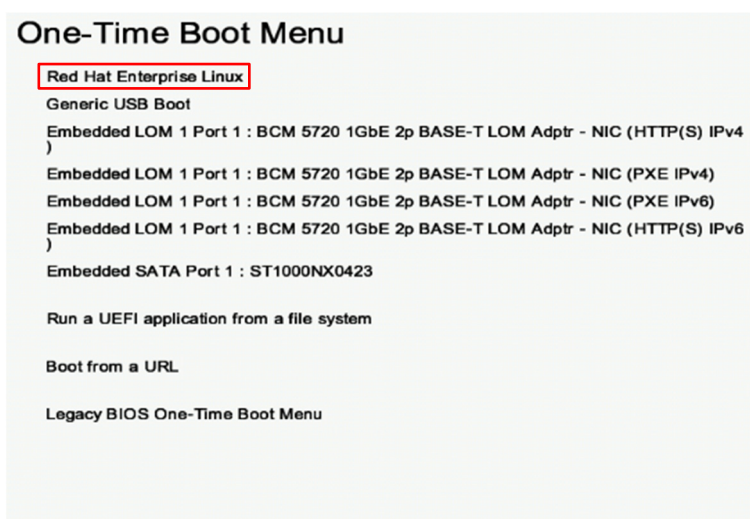 One-Time Boot Menu
Red Hat Enterprise Linux
Generic USB Boot
Embedded LOM 1 Port 1 : BCM 5720 1GbE 2p BASE-T LOM Adptr - NIC (HTTP(S) IPv4
)
Embedded LOM 1 Port 1 : BCM 5720 1GbE 2p BASE-T LOM Adptr - NIC (PXE IPv4)
Embedded LOM 1 Port 1 : BCM 5720 1GbE 2p BASE-T LOM Adptr - NIC (PXE IPv6)
Embedded LOM 1 Port 1 : BCM 5720 1GbE 2p BASE-T LOM Adptr - NIC (HTTP(S) IPv6
)
Embedded SATA Port 1 : ST1000NX0423
Run a UEFI application from a file system
Boot from a URL
Legacy BIOS One-Time Boot Menu